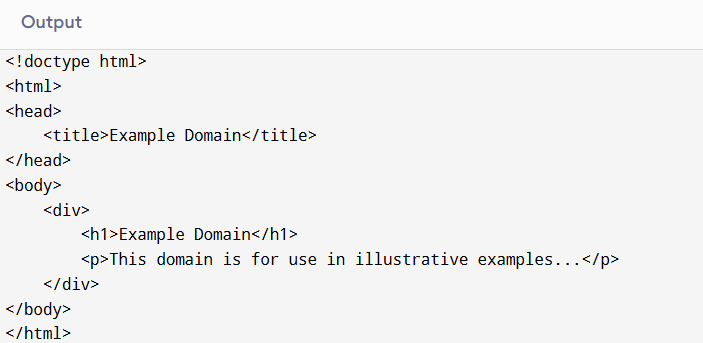 Output
<!doctype html>
<html>
<head>
    <title>Example Domain</title>
</head>
<body>
    <div>
        <h1>Example Domain</h1>
        <p>This domain is for use in illustrative examples...</p>
    </div>
</body>
</html>